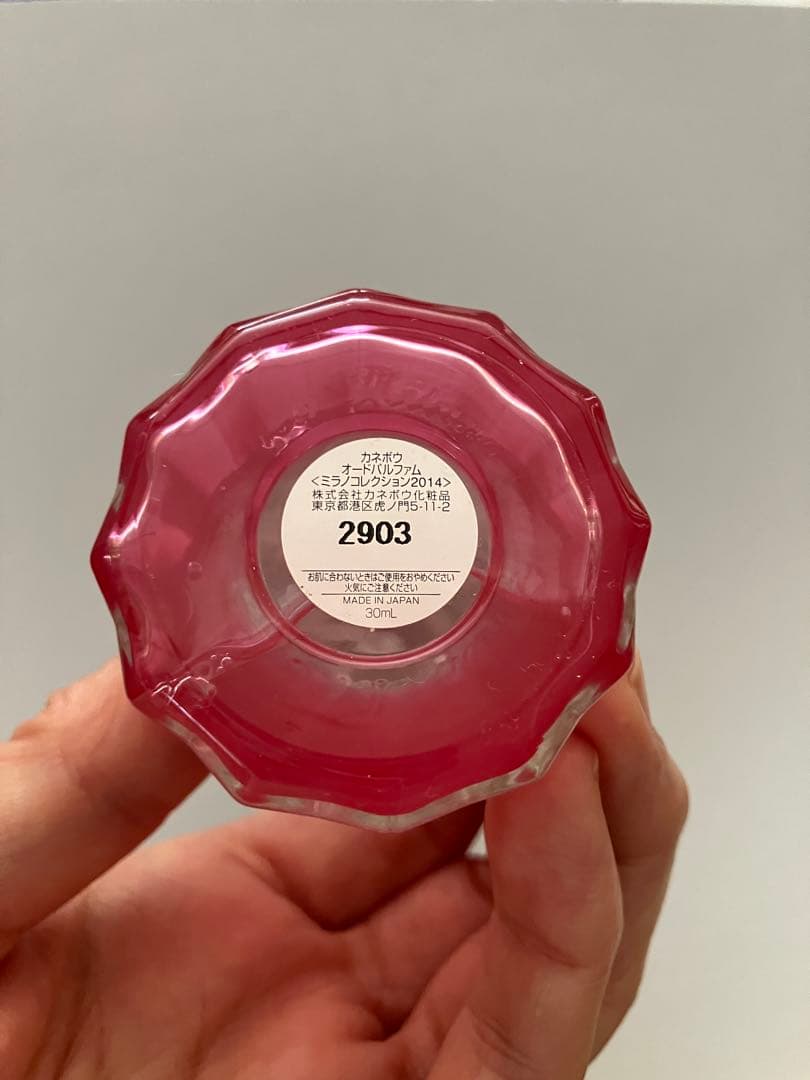 カネボウ
オードパルファム
<ミラノコレクション2014>
株式会社カネボウ化粧品
東京都港区虎ノ門5-11-2
2903
お肌に合わないときはご使用をおやめください
火気にご注意ください
MADE IN JAPAN
30mL